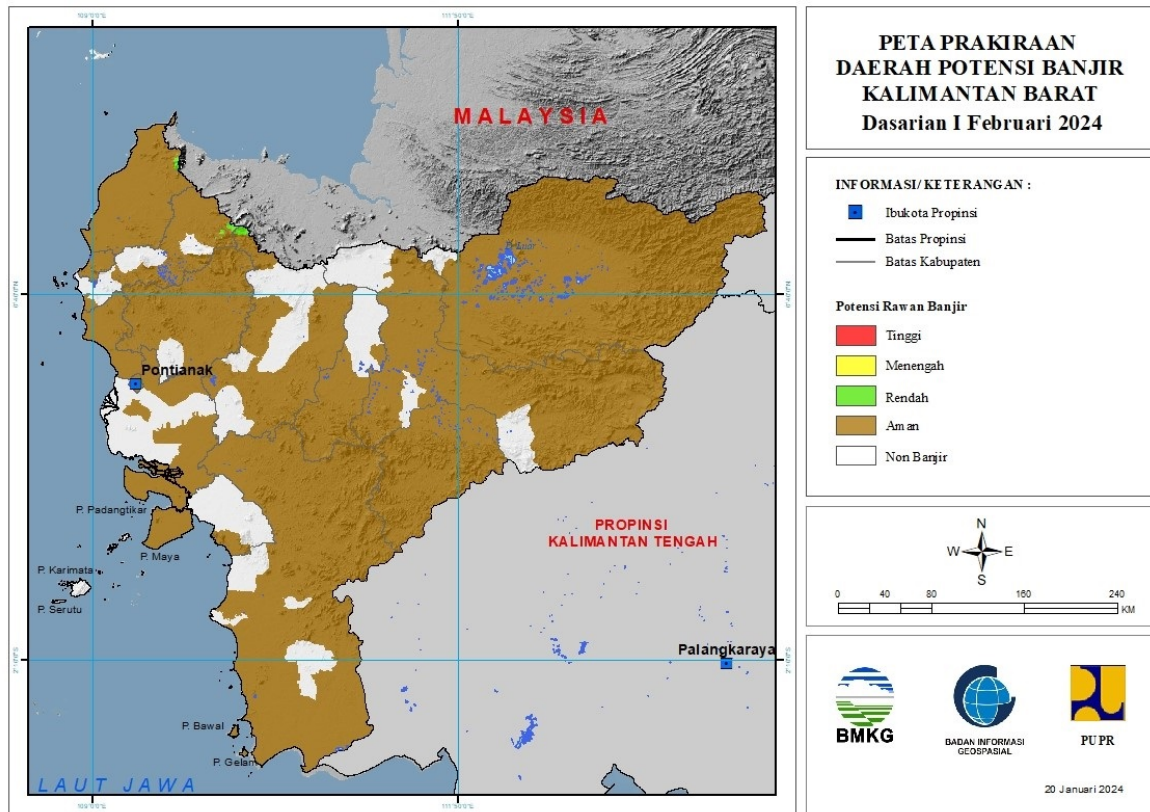 PETA PRAKIRAAN
DAERAH POTENSI BANJIR
KALIMANTAN BARAT
Dasarian I Februari 2024
INFORMASI/ KETERANGAN :
Ibukota Propinsi
Batas Propinsi
Batas Kabupaten
Potensi Rawan Banjir
Tinggi
Menengah
Rendah
Aman
Non Banjir
N
W E
S
0 40 80 160 240
KM
BMKG
BADAN INFORMASI
GEOSPASIAL
PUPR
20 Januari 2024
MALAYSIA
Pontianak
P. Padangtikar
P. Maya
P. Karimata
P. Serutu
PROPINSI
KALIMANTAN TENGAH
Palangkaraya
P. Bawal
P. Gelam
LAUT JAWA